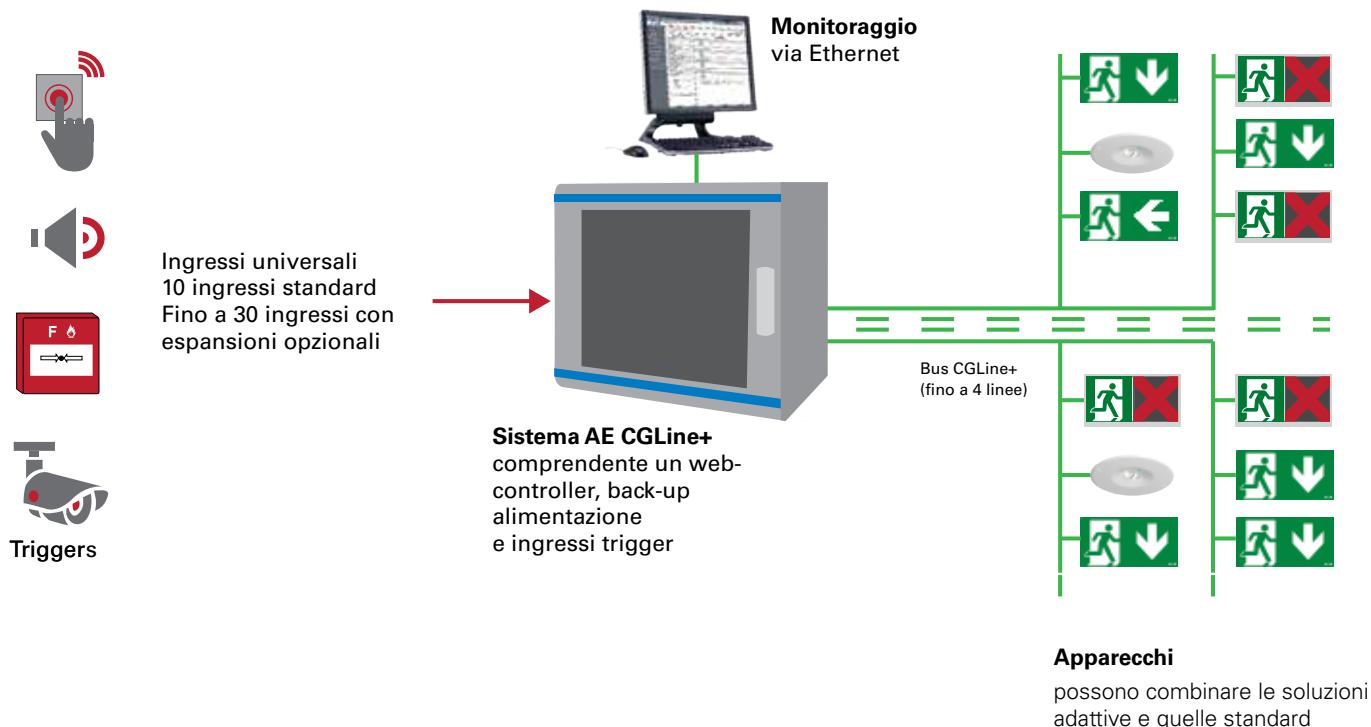 Monitoraggio
via Ethernet
Ingressi universali
10 ingressi standard
Fino a 30 ingressi con
espansioni opzionali
F
Triggers
Bus CGLine+
(fino a 4 linee)
Sistema AE CGLine+
comprendente un web-
controller, back-up
alimentazione
e ingressi trigger
Apparecchi
possono combinare le soluzioni
adattive e quelle standard